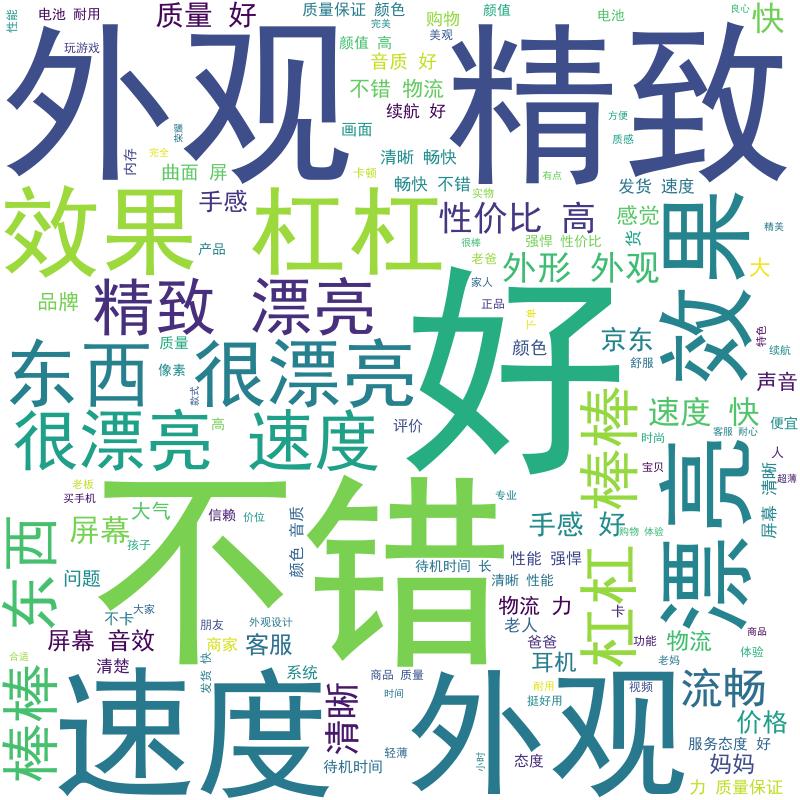 性能
电池 耐用
质量 好
质量保证 颜色
完美
购物
颜值
电池
良心
快
玩游戏
外观 精致
颜值 高
美观
音质 好
不错 物流
续航 好
方便
荣耀
画面
质感
完全
内存
清晰 畅快
曲面 屏
卡顿
有点
畅快 不错
发货 速度
实物
手感
效果 杠杠
性价比 高
感觉
效果
精美
货
产品
很棒
强悍 性价比
老爸
外形 外观
大
家人
精致 漂亮
品牌
正品
下单
好
颜色
京东
特色
质量
东西
很漂亮
舒服
续航
像素
声音
款式
棒棒
速度 快
便宜
很漂亮 速度
高
评价
客服 耐心
时尚
漂亮
人
宝贝
屏幕 清晰
超薄
老板
买手机
不错
专业
大气
信赖
价位
颜色 音质
手感 好
购物 体验
东西
屏幕
孩子
杠杠
性能 强悍
待机时间 长
清晰 性能
问题
大家
不卡
朋友
外观设计
物流 力
卡
老人
商品
屏幕 音效
商家
客服
爸爸
功能
物流
体验
合适
清楚
发货 快
耳机
老妈
棒棒
速度
系统
清晰
商品 质量
外观
耐用
视频
流畅
时间
挺好用
价格
轻薄
服务态度 好
待机时间
小时
态度
妈妈
力 质量保证